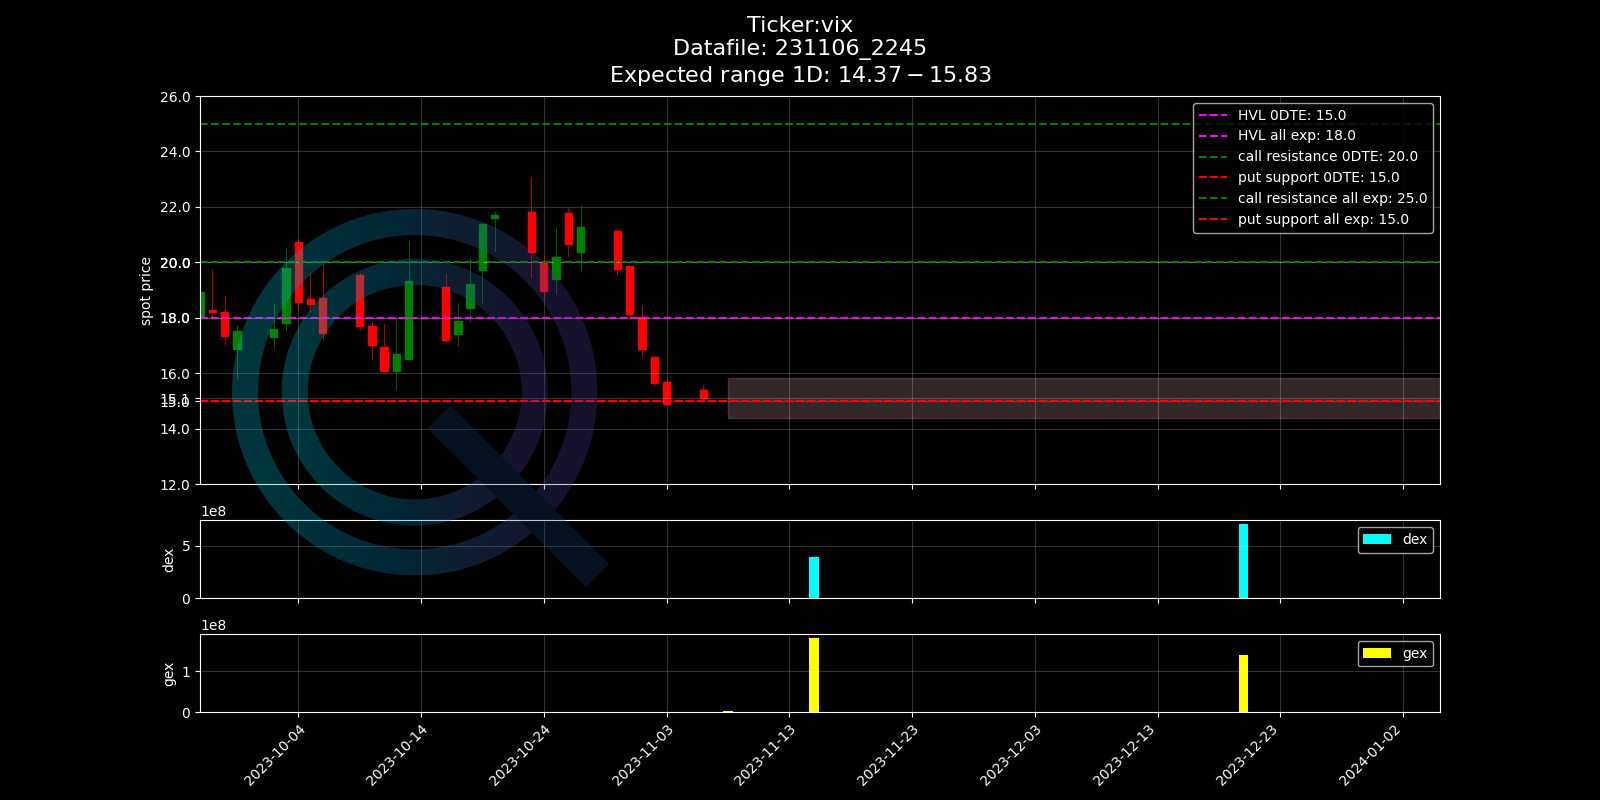 Ticker:vix
Datafile: 231106_2245
Expected range 1D: 14.37 − 15.83
26.0
24.0
22.0
20.0
18.0
16.0
15.1
15.0
14.0
12.0
spot price
HVL 0DTE: 15.0
HVL all exp: 18.0
call resistance 0DTE: 20.0
put support 0DTE: 15.0
call resistance all exp: 25.0
put support all exp: 15.0
1e8
5
0
dex
dex
1e8
1
0
gex
gex
2023-10-04
2023-10-14
2023-10-24
2023-11-03
2023-11-13
2023-11-23
2023-12-03
2023-12-13
2023-12-23
2024-01-02